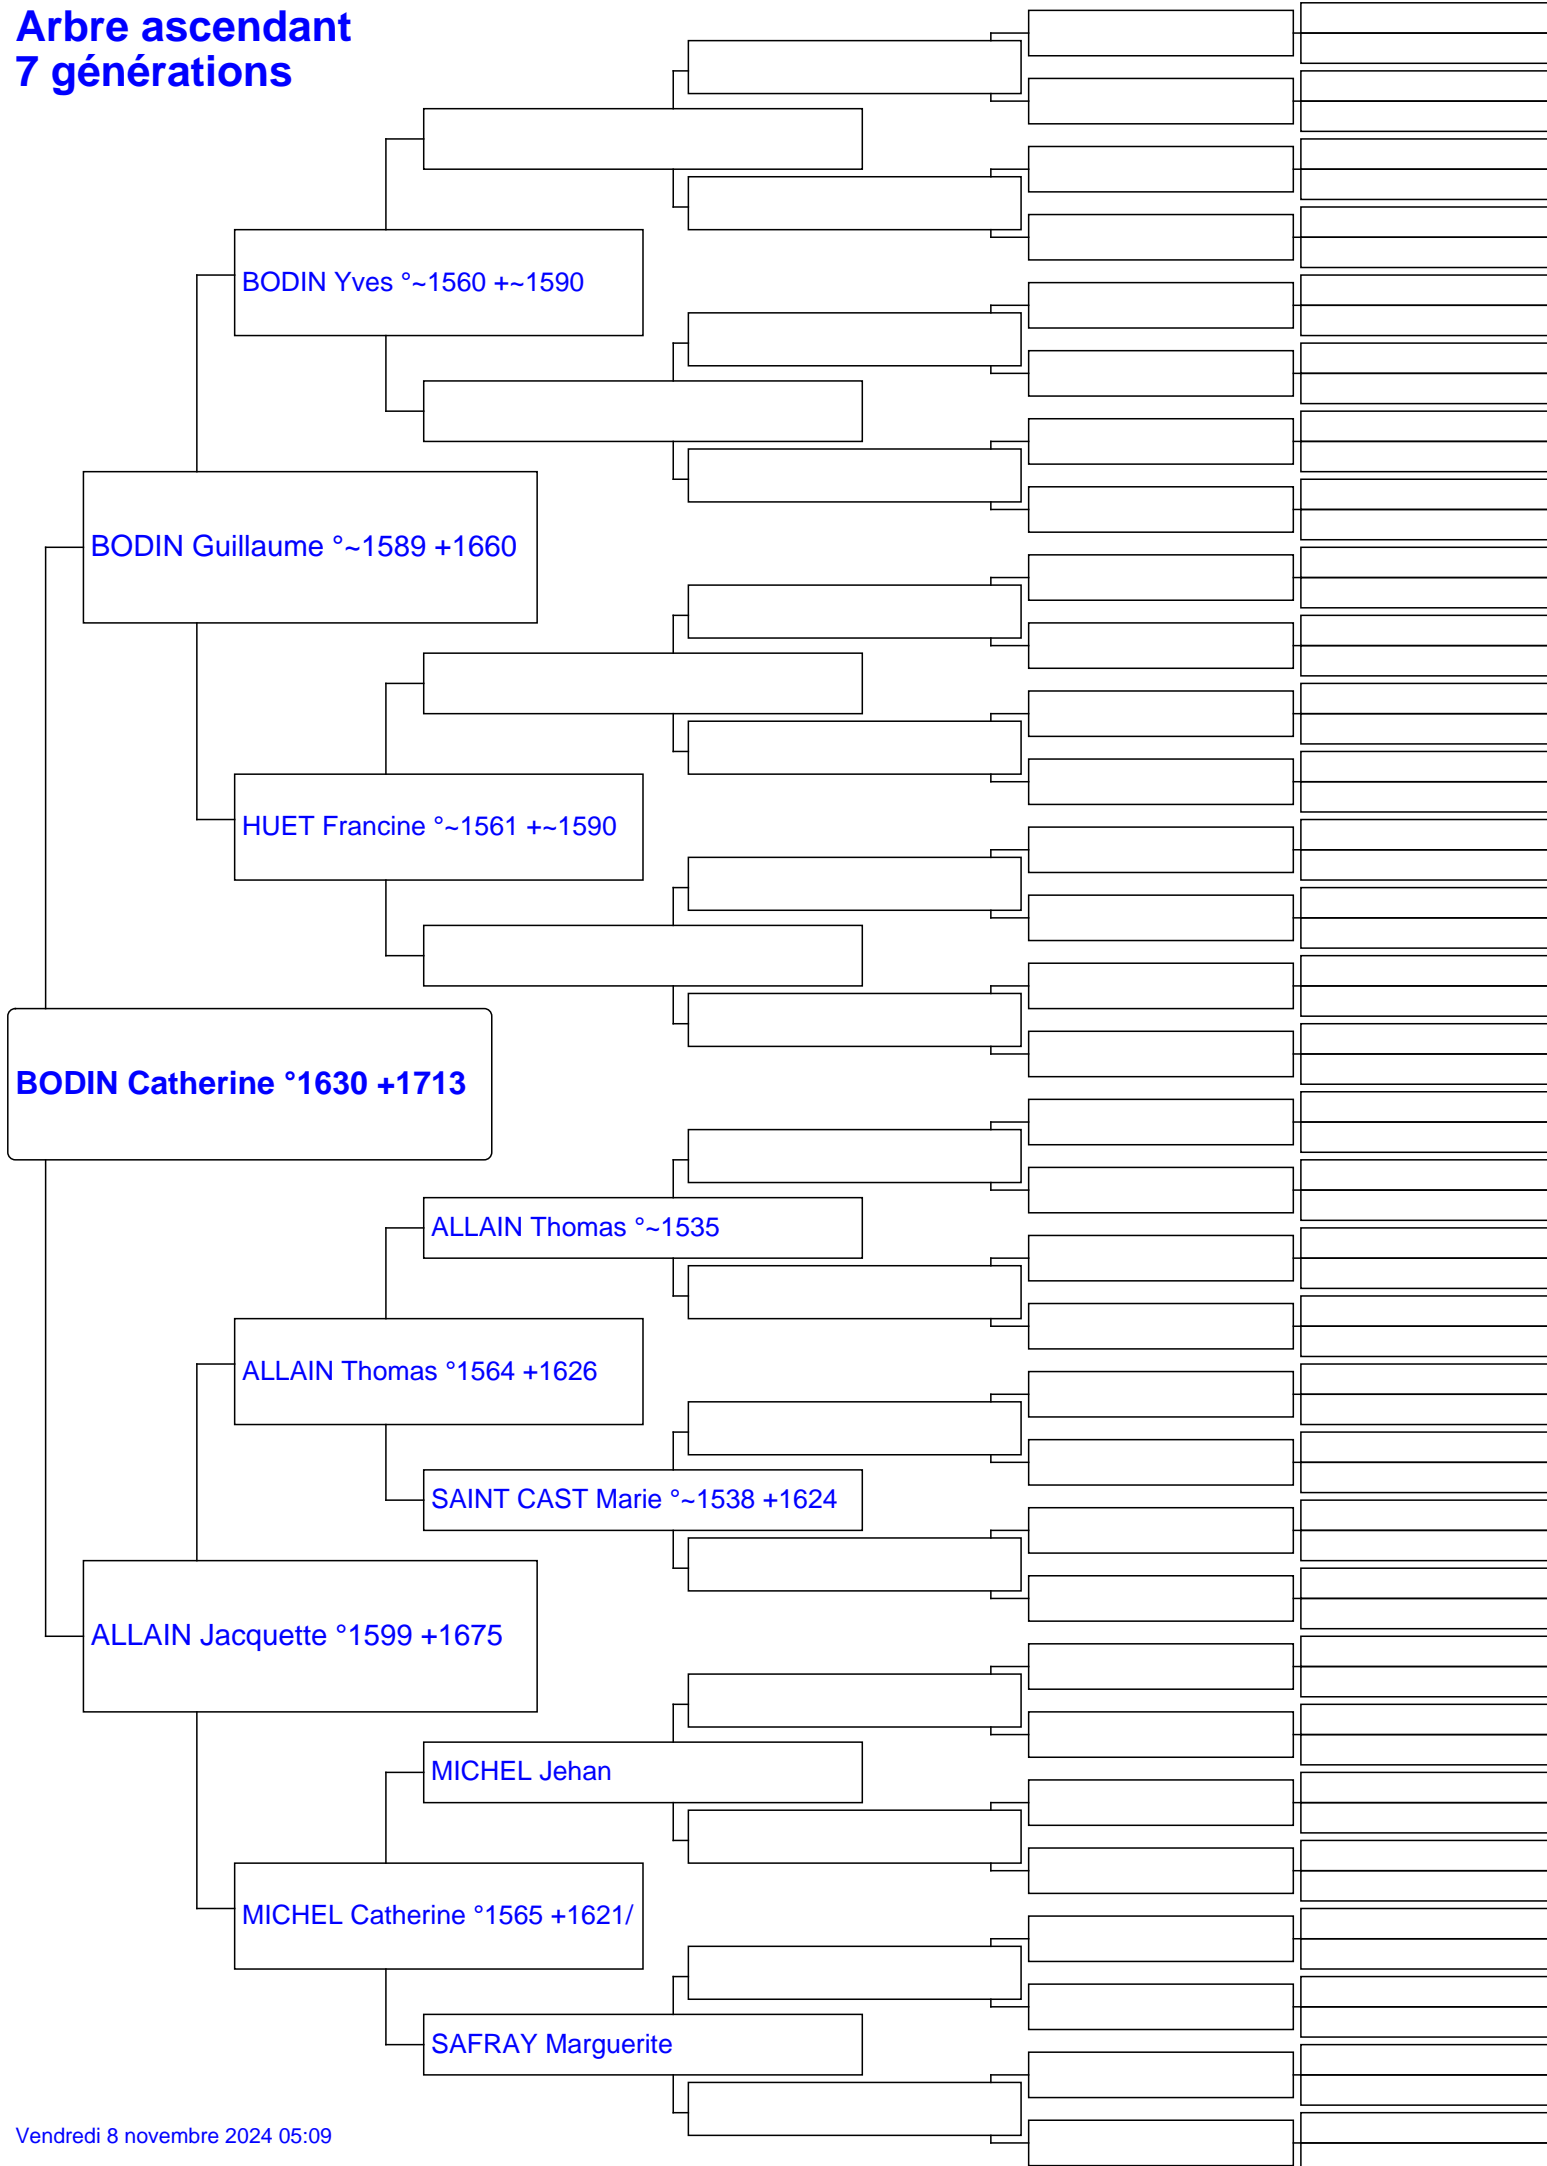 Arbre ascendant
7 générations
BODIN Yves °~1560 +~1590
BODIN Guillaume °~1589 +1660
HUET Francine °~1561 +~1590
BODIN Catherine °1630 +1713
ALLAIN Thomas °~1535
ALLAIN Thomas °1564 +1626
SAINT CAST Marie °~1538 +1624
ALLAIN Jacquette °1599 +1675
MICHEL Jehan
MICHEL Catherine °1565 +1621/
SAFRAY Marguerite
Vendredi 8 novembre 2024 05:09